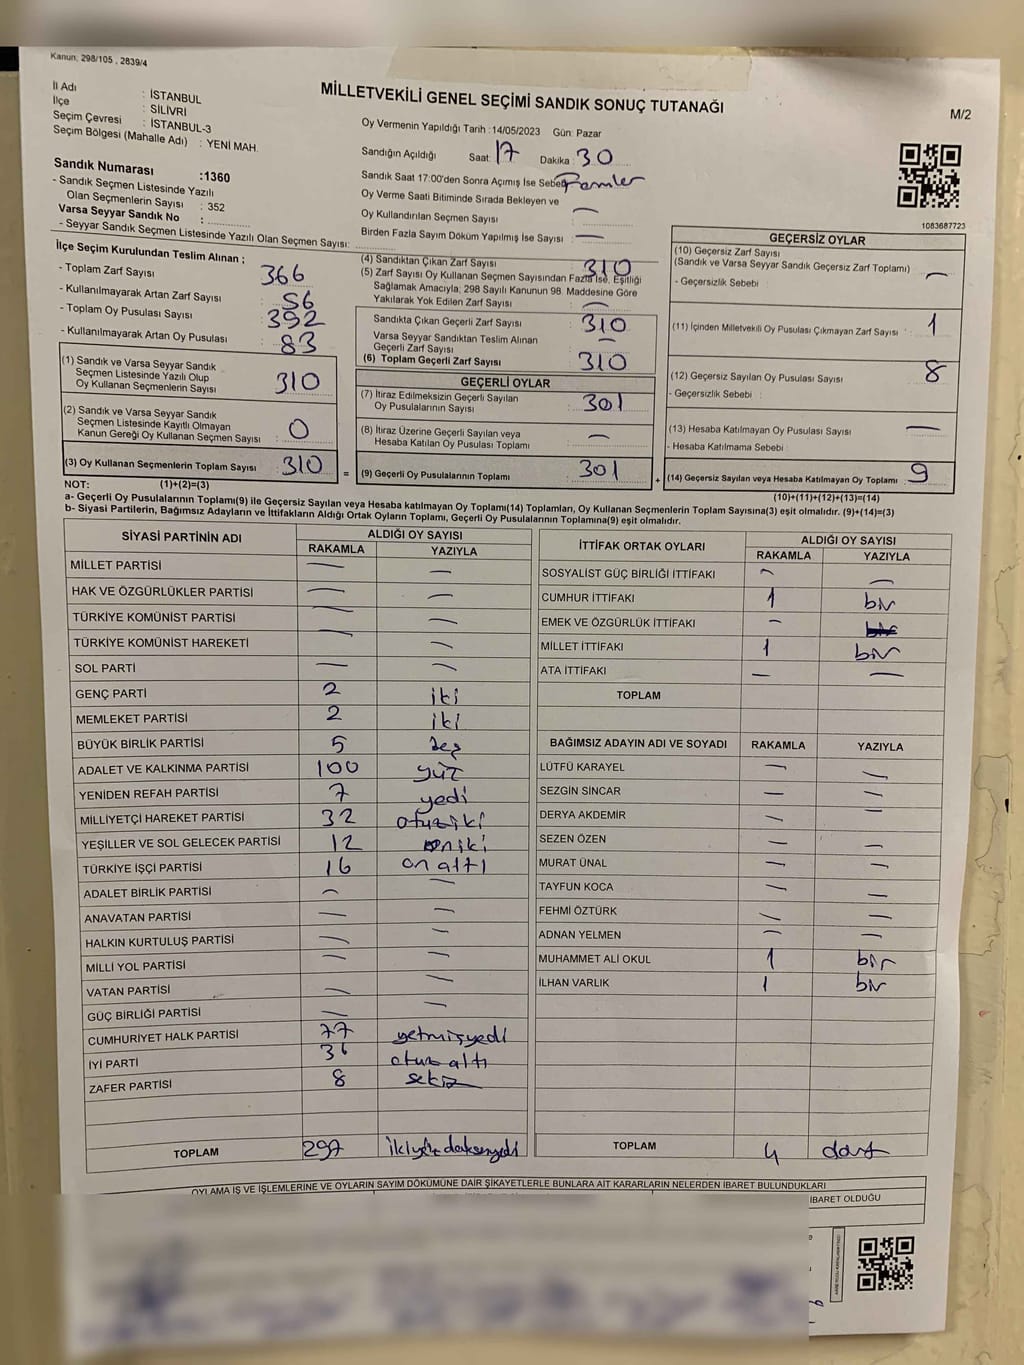 Kanun; 298/105 , 2839/4
MİLLETVEKİLİ GENEL SEÇİMİ SANDIK SONUÇ TUTANAĞI
M/2
İl Adı : İSTANBUL
İlçe : SİLİVRİ
Seçim Çevresi : İSTANBUL-3
Seçim Bölgesi (Mahalle Adı) : YENİ MAH.
Sandık Numarası :1360
- Sandık Seçmen Listesinde Yazılı
Olan Seçmenlerin Sayısı : 352
Varsa Seyyar Sandık No :
- Seyyar Sandık Seçmen Listesinde Yazılı Olan Seçmen Sayısı:
Oy Vermenin Yapıldığı Tarih :14/05/2023 Gün: Pazar
Sandığın Açıldığı Saat: 17 Dakika : 30
Sandık Saat 17:00'den Sonra Açımış İse Sebebi
Oy Verme Saati Bitiminde Sırada Bekleyen ve
Oy Kullandırılan Seçmen Sayısı : —
Birden Fazla Sayım Döküm Yapılmış İse Sayısı : —
1083687723
İlçe Seçim Kurulundan Teslim Alınan ;
- Toplam Zarf Sayısı : 366
- Kullanılmayarak Artan Zarf Sayısı : 56
- Toplam Oy Pusulası Sayısı : 392
- Kullanılmayarak Artan Oy Pusulası : 83
(1) Sandık ve Varsa Seyyar Sandık
Seçmen Listesinde Yazılı Olup
Oy Kullanan Seçmenlerin Sayısı : 310
(2) Sandık ve Varsa Seyyar Sandık
Seçmen Listesinde Kayıtlı Olmayan
Kanun Gereği Oy Kullanan Seçmen Sayısı : 0
(3) Oy Kullanan Seçmenlerin Toplam Sayısı : 310
(1)+(2)=(3)
(4) Sandıktan Çıkan Zarf Sayısı : 310
(5) Zarf Sayısı Oy Kullanan Seçmen Sayısından Fazla İse, Eşitliği
Sağlamak Amacıyla; 298 Sayılı Kanunun 98. Maddesine Göre
Yakılarak Yok Edilen Zarf Sayısı : —
Sandıkta Çıkan Geçerli Zarf Sayısı : 310
Varsa Seyyar Sandıktan Teslim Alınan
Geçerli Zarf Sayısı : —
(6) Toplam Geçerli Zarf Sayısı : 310
GEÇERLİ OYLAR
(7) İtiraz Edilmeksizin Geçerli Sayılan
Oy Pusulalarının Sayısı : 301
(8) İtiraz Üzerine Geçerli Sayılan veya
Hesaba Katılan Oy Pusulası Toplamı : —
= (9) Geçerli Oy Pusulalarının Toplamı : 301 +
GEÇERSİZ OYLAR
(10) Geçersiz Zarf Sayısı
(Sandık ve Varsa Seyyar Sandık Geçersiz Zarf Toplamı) : —
- Geçersizlik Sebebi :
(11) İçinden Milletvekili Oy Pusulası Çıkmayan Zarf Sayısı : 1
(12) Geçersiz Sayılan Oy Pusulası Sayısı : 8
- Geçersizlik Sebebi :
(13) Hesaba Katılmayan Oy Pusulası Sayısı : —
- Hesaba Katılmama Sebebi :
(14) Geçersiz Sayılan veya Hesaba Katılmayan Oy Toplamı : 9
(10)+(11)+(12)+(13)=(14)
NOT:
a- Geçerli Oy Pusulalarının Toplamı(9) ile Geçersiz Sayılan veya Hesaba katılmayan Oy Toplamı(14) Toplamları, Oy Kullanan Seçmenlerin Toplam Sayısına(3) eşit olmalıdır. (9)+(14)=(3)
b- Siyasi Partilerin, Bağımsız Adayların ve İttifakların Aldığı Ortak Oyların Toplamı, Geçerli Oy Pusulalarının Toplamına(9) eşit olmalıdır.
SİYASİ PARTİNİN ADI ALDIĞI OY SAYISI
RAKAMLA YAZIYLA
MİLLET PARTİSİ — —
HAK VE ÖZGÜRLÜKLER PARTİSİ — —
TÜRKİYE KOMÜNİST PARTİSİ — —
TÜRKİYE KOMÜNİST HAREKETİ — —
SOL PARTİ — —
GENÇ PARTİ 2 iki
MEMLEKET PARTİSİ 2 iki
BÜYÜK BİRLİK PARTİSİ 5 beş
ADALET VE KALKINMA PARTİSİ 100 yüz
YENİDEN REFAH PARTİSİ 7 yedi
MİLLİYETÇİ HAREKET PARTİSİ 32 otuziki
YEŞİLLER VE SOL GELECEK PARTİSİ 12 oniki
TÜRKİYE İŞÇİ PARTİSİ 16 on altı
ADALET BİRLİK PARTİSİ — —
ANAVATAN PARTİSİ — —
HALKIN KURTULUŞ PARTİSİ — —
MİLLİ YOL PARTİSİ — —
VATAN PARTİSİ — —
GÜÇ BİRLİĞİ PARTİSİ — —
CUMHURİYET HALK PARTİSİ 77 yetmişyedi
İYİ PARTİ 36 otuz altı
ZAFER PARTİSİ 8 sekiz
TOPLAM 297 ikiyüz doksanyedi
İTTİFAK ORTAK OYLARI ALDIĞI OY SAYISI
RAKAMLA YAZIYLA
SOSYALİST GÜÇ BİRLİĞİ İTTİFAKI — —
CUMHUR İTTİFAKI 1 bir
EMEK VE ÖZGÜRLÜK İTTİFAKI —
MİLLET İTTİFAKI 1 bir
ATA İTTİFAKI — —
TOPLAM
BAĞIMSIZ ADAYIN ADI VE SOYADI RAKAMLA YAZIYLA
LÜTFÜ KARAYEL — —
SEZGİN SİNCAR — —
DERYA AKDEMİR — —
SEZEN ÖZEN — —
MURAT ÜNAL — —
TAYFUN KOCA — —
FEHMİ ÖZTÜRK — —
ADNAN YELMEN — —
MUHAMMET ALİ OKUL 1 bir
İLHAN VARLIK 1 bir
TOPLAM 4 dört
OYLAMA İŞ VE İŞLEMLERİNE VE OYLARIN SAYIM DÖKÜMÜNE DAİR ŞİKAYETLERLE BUNLARA AİT KARARLARIN NELERDEN İBARET BULUNDUKLARI
İBARET OLDUĞU